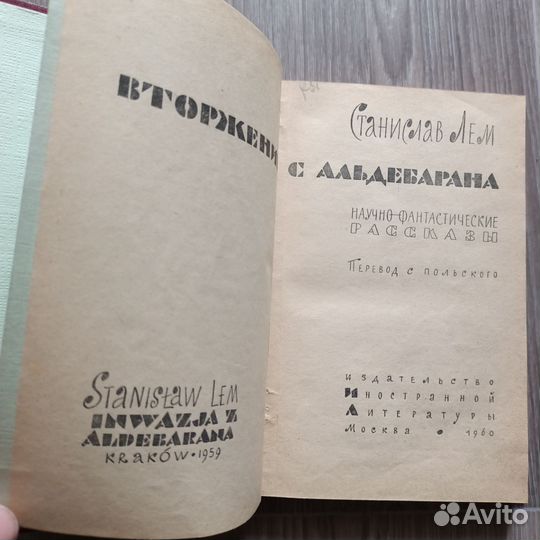 ВТОРЖЕНИ
Stanisław Lem
INWAZJA Z
ALDEBARANA
Kraków • 1959
Станислав Лем
С АЛЬДЕБАРАНА
НАУЧНО-ФАНТАСТИЧЕСКИЕ
РАССКАЗЫ
Перевод с польского
ИЗДАТЕЛЬСТВО
ИНОСТРАННОЙ
ЛИТЕРАТУРЫ
Москва • 1960
Avito